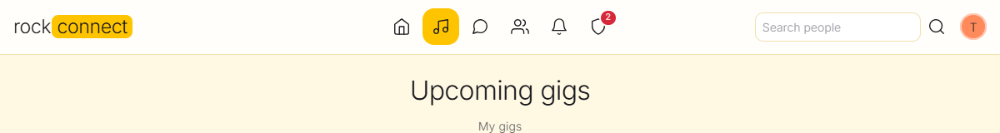 rock connect
2
Search people
T
Upcoming gigs
My gigs